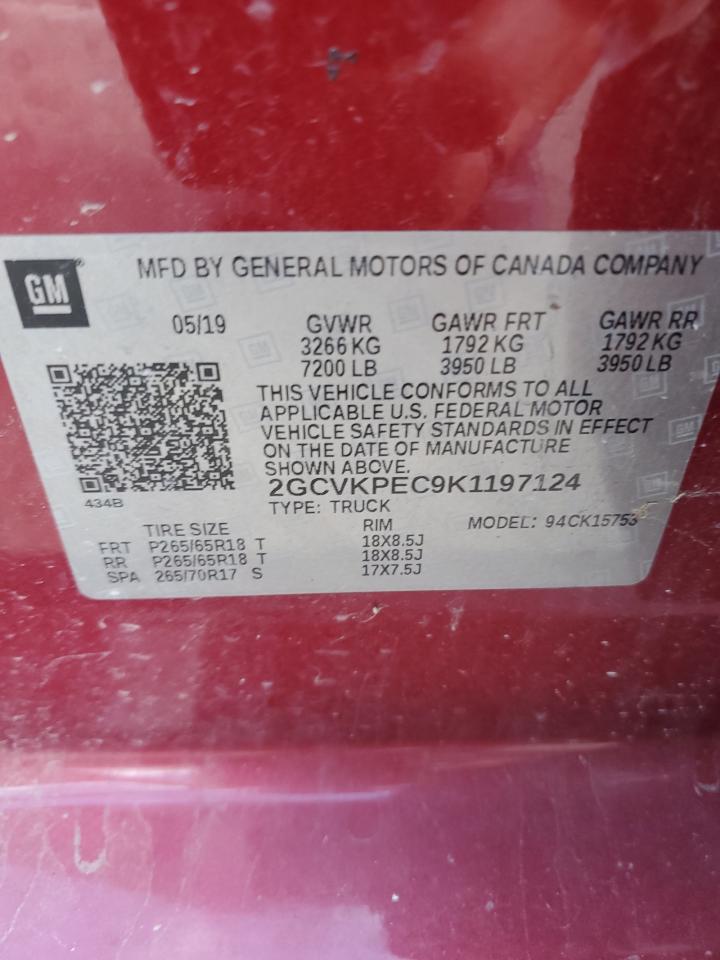 GM
MFD BY GENERAL MOTORS OF CANADA COMPANY
05/19 GVWR GAWR FRT GAWR RR
3266 KG 1792 KG 1792 KG
7200 LB 3950 LB 3950 LB
THIS VEHICLE CONFORMS TO ALL
APPLICABLE U.S. FEDERAL MOTOR
VEHICLE SAFETY STANDARDS IN EFFECT
ON THE DATE OF MANUFACTURE
SHOWN ABOVE.
2GCVKPEC9K1197124
434B
TYPE: TRUCK MODEL: 94CK15753
TIRE SIZE RIM
FRT P265/65R18 T 18X8.5J
RR P265/65R18 T 18X8.5J
SPA 265/70R17 S 17X7.5J